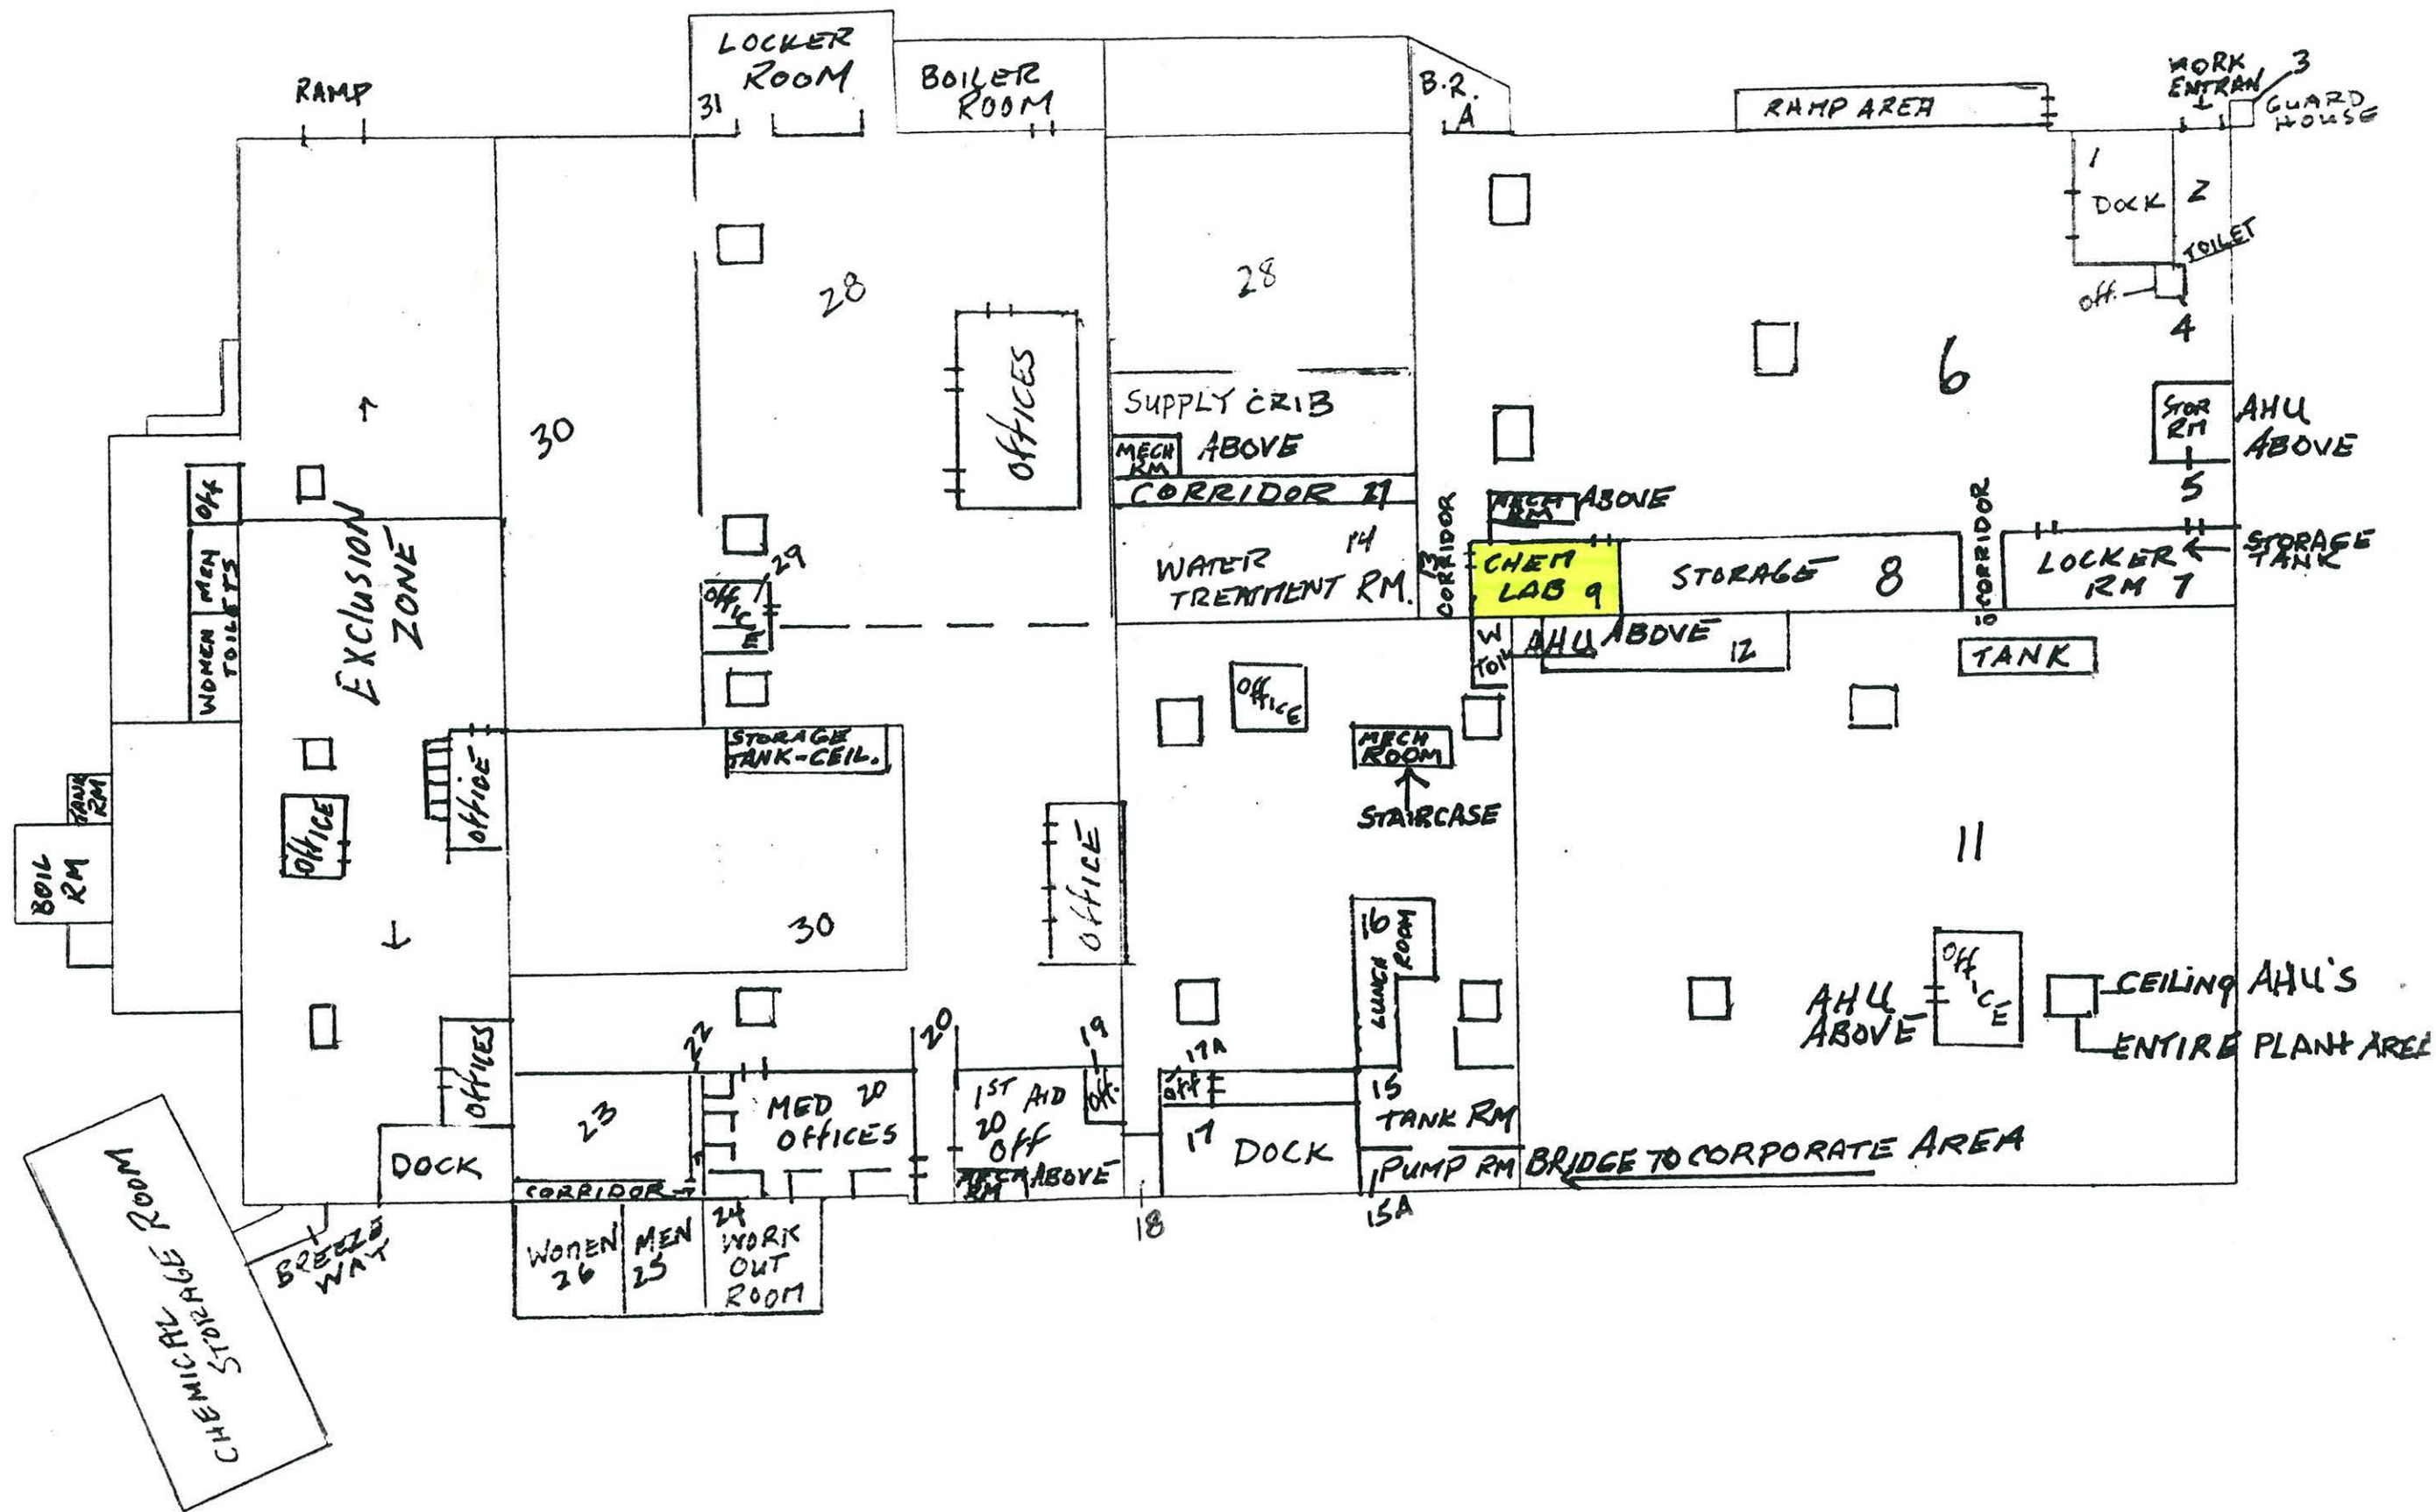 LOCKER
ROOM
31
BOILER
ROOM
B.R.
A
RAMP
RAMP AREA
WORK
ENTRAN
3
GUARD
HOUSE
1
DOCK
2
TOILET
Off.
4
28
28
6
OFFICES
30
SUPPLY CRIB
MECH
RM
ABOVE
CORRIDOR 27
STOR
RM
AHU
ABOVE
5
MECH
RM
ABOVE
WATER 14
TREATMENT RM.
13
CORRIDOR
CHEM
LAB 9
STORAGE 8
10 CORRIDOR
LOCKER
RM 7
STORAGE
TANK
Off
MEN
WOMEN
TOILETS
EXCLUSION
ZONE
29
OFFICE
W
TOIL
AHU ABOVE
12
TANK
OFFICE
MECH
ROOM
STAIRCASE
STORAGE
TANK-CEIL.
OFFICE
OFFICE
TANK
RM
BOIL
RM
30
OFFICE
11
16
LUNCH
ROOM
AHU
ABOVE
OFFICE
CEILING AHU'S
ENTIRE PLANT AREA
OFFICES
22
20
19
17A
23
MED 20
OFFICES
1ST AID
20
OFF
Off.
Off
15
TANK RM
17
DOCK
DOCK
MECH
RM
ABOVE
PUMP RM
BRIDGE TO CORPORATE AREA
CORRIDOR
18
15A
WOMEN
26
MEN
25
24
WORK
OUT
ROOM
BREEZE
WAY
CHEMICAL
STORAGE ROOM